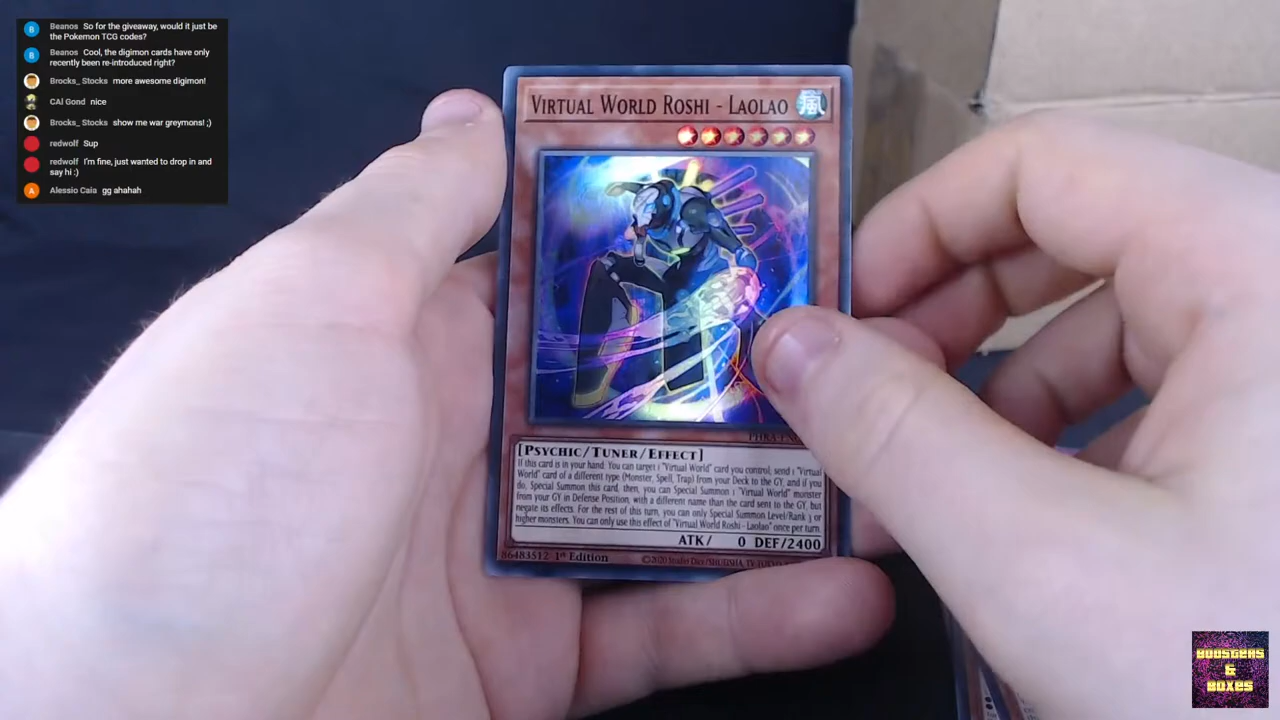 Beanos So for the giveaway, would it just be
the Pokemon TCG codes?
Beanos Cool, the digimon cards have only
recently been re-introduced right?
Brocks_Stocks more awesome digimon!
CAl Gond nice
Brocks_Stocks show me war greymons! ;)
redwolf Sup
redwolf I'm fine, just wanted to drop in and
say hi :)
A Alessio Caia gg ahahah
VIRTUAL WORLD ROSHI - LAOLAO 風
[PSYCHIC/TUNER/EFFECT]
If this card is in your hand: You can target 1 "Virtual World" card you control; send 1 "Virtual
World" card of a different type (Monster, Spell, Trap) from your Deck to the GY, and if you
do, Special Summon this card, then, you can Special Summon 1 "Virtual World" monster
from your GY in Defense Position, with a different name than the card sent to the GY, but
negate its effects. For the rest of this turn, you can only Special Summon Level/Rank 3 or
higher monsters. You can only use this effect of "Virtual World Roshi - Laolao" once per turn.
ATK/ 0 DEF/2400
86483512 1st Edition ©2020 Studio Dice/SHUEISHA, TV TOKYO
BOOSTERS
&
BOXES